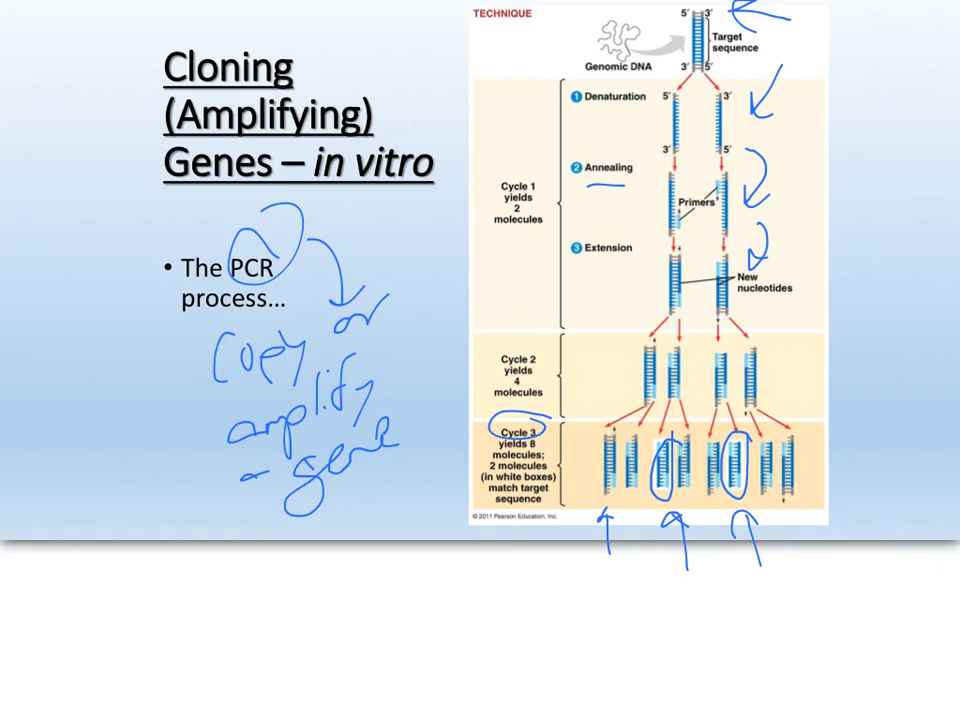 Cloning
(Amplifying)
Genes – in vitro
• The PCR
process…
copy or
amplify
a gene
TECHNIQUE
5′ 3′
Target
sequence
Genomic DNA
3′ 5′
1 Denaturation
5′ 3′
3′ 5′
2 Annealing
Cycle 1
yields
2
molecules
Primers
3 Extension
New
nucleotides
Cycle 2
yields
4
molecules
Cycle 3
yields 8
molecules;
2 molecules
(in white boxes)
match target
sequence
© 2011 Pearson Education, Inc.